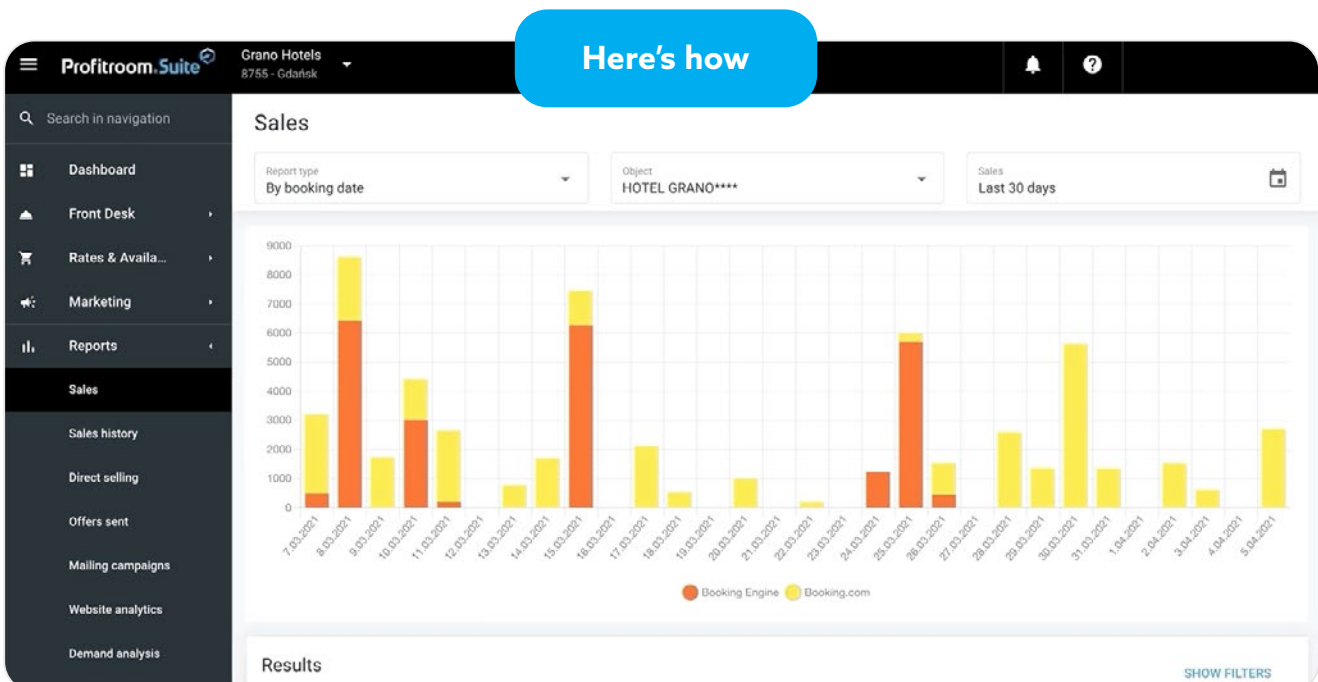 Here's how
Profitroom.Suite
Grano Hotels
8755 - Gdańsk
Search in navigation
Dashboard
Front Desk
Rates & Availa...
Marketing
Reports
Sales
Sales history
Direct selling
Offers sent
Mailing campaigns
Website analytics
Demand analysis
Sales
Report type
By booking date
Object
HOTEL GRANO****
Sales
Last 30 days
9000
8000
7000
6000
5000
4000
3000
2000
1000
0
7.03.2021
8.03.2021
9.03.2021
10.03.2021
11.03.2021
12.03.2021
13.03.2021
14.03.2021
15.03.2021
16.03.2021
17.03.2021
18.03.2021
19.03.2021
20.03.2021
21.03.2021
22.03.2021
23.03.2021
24.03.2021
25.03.2021
26.03.2021
27.03.2021
28.03.2021
29.03.2021
30.03.2021
31.03.2021
1.04.2021
2.04.2021
3.04.2021
4.04.2021
5.04.2021
Booking Engine Booking.com
Results
SHOW FILTERS